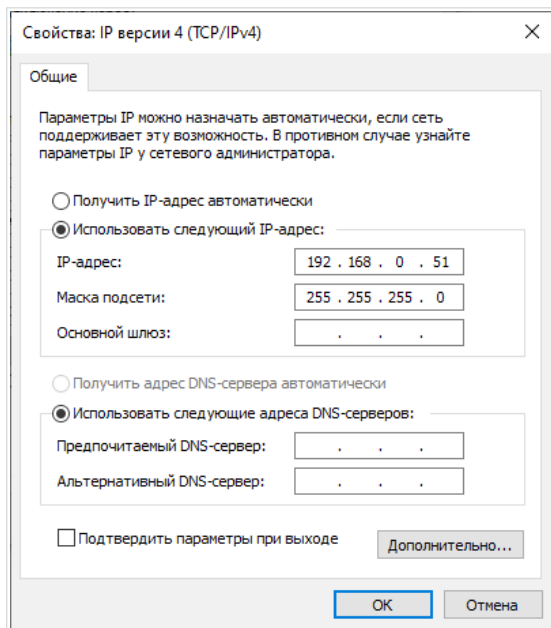 Свойства: IP версии 4 (TCP/IPv4)
Общие
Параметры IP можно назначать автоматически, если сеть
поддерживает эту возможность. В противном случае узнайте
параметры IP у сетевого администратора.
Получить IP-адрес автоматически
Использовать следующий IP-адрес:
IP-адрес: 192 . 168 . 0 . 51
Маска подсети: 255 . 255 . 255 . 0
Основной шлюз: . . .
Получить адрес DNS-сервера автоматически
Использовать следующие адреса DNS-серверов:
Предпочитаемый DNS-сервер: . . .
Альтернативный DNS-сервер: . . .
Подтвердить параметры при выходе
Дополнительно...
ОК Отмена